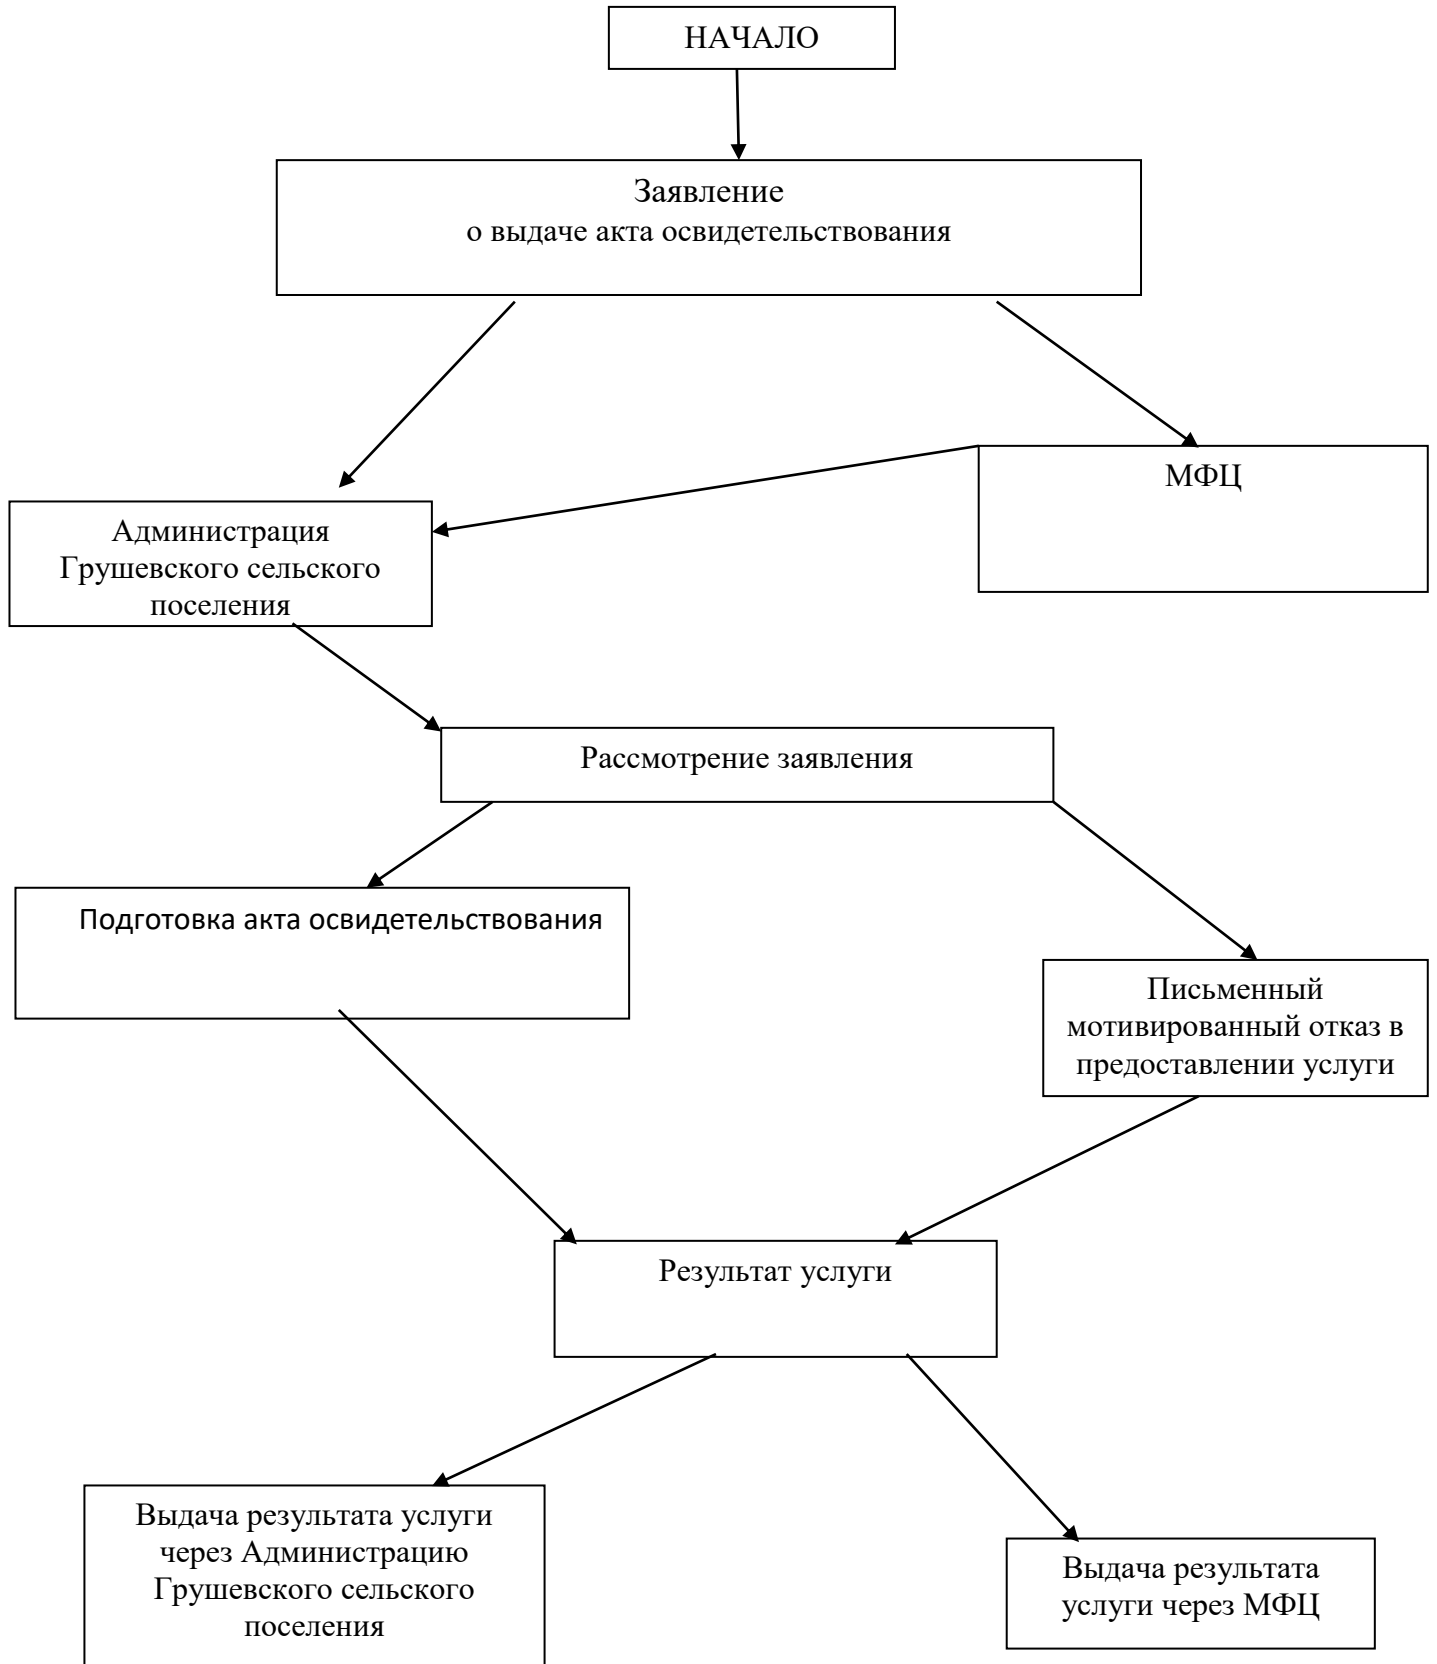 НАЧАЛО
Заявление
о выдаче акта освидетельствования
МФЦ
Администрация
Грушевского сельского
поселения
Рассмотрение заявления
Подготовка акта освидетельствования
Письменный
мотивированный отказ в
предоставлении услуги
Результат услуги
Выдача результата услуги
через Администрацию
Грушевского сельского
поселения
Выдача результата
услуги через МФЦ